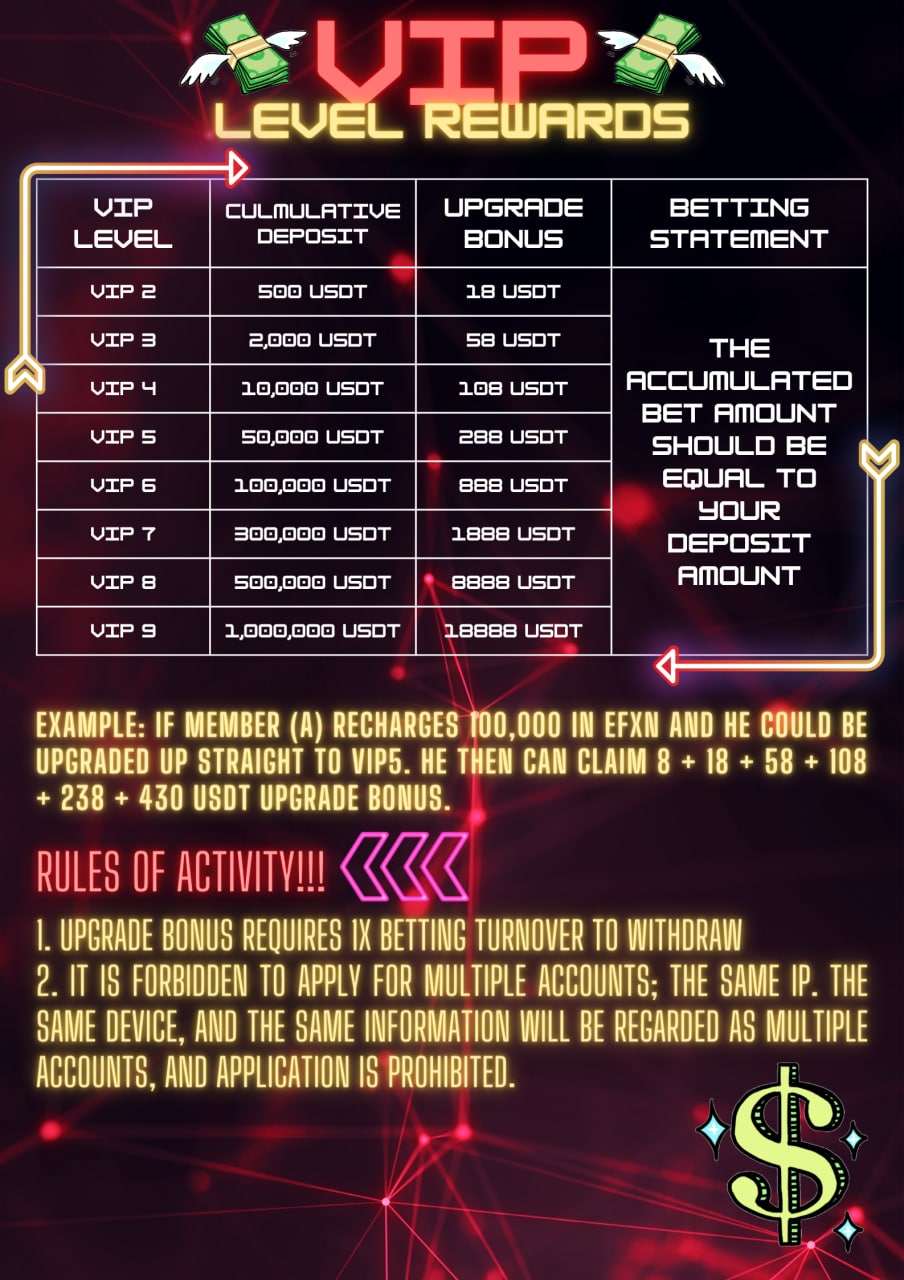 VIP
LEVEL REWARDS
VIP LEVEL CULMULATIVE DEPOSIT UPGRADE BONUS BETTING STATEMENT
VIP 2 500 USDT 18 USDT
VIP 3 2,000 USDT 58 USDT
VIP 4 10,000 USDT 108 USDT
VIP 5 50,000 USDT 288 USDT
VIP 6 100,000 USDT 888 USDT
VIP 7 300,000 USDT 1888 USDT
VIP 8 500,000 USDT 8888 USDT
VIP 9 1,000,000 USDT 18888 USDT
THE
ACCUMULATED
BET AMOUNT
SHOULD BE
EQUAL TO
YOUR
DEPOSIT
AMOUNT
EXAMPLE: IF MEMBER (A) RECHARGES 100,000 IN EFXN AND HE COULD BE
UPGRADED UP STRAIGHT TO VIP5. HE THEN CAN CLAIM 8 + 18 + 58 + 108
+ 238 + 430 USDT UPGRADE BONUS.
RULES OF ACTIVITY!!!
1. UPGRADE BONUS REQUIRES 1X BETTING TURNOVER TO WITHDRAW
2. IT IS FORBIDDEN TO APPLY FOR MULTIPLE ACCOUNTS; THE SAME IP. THE
SAME DEVICE, AND THE SAME INFORMATION WILL BE REGARDED AS MULTIPLE
ACCOUNTS, AND APPLICATION IS PROHIBITED.